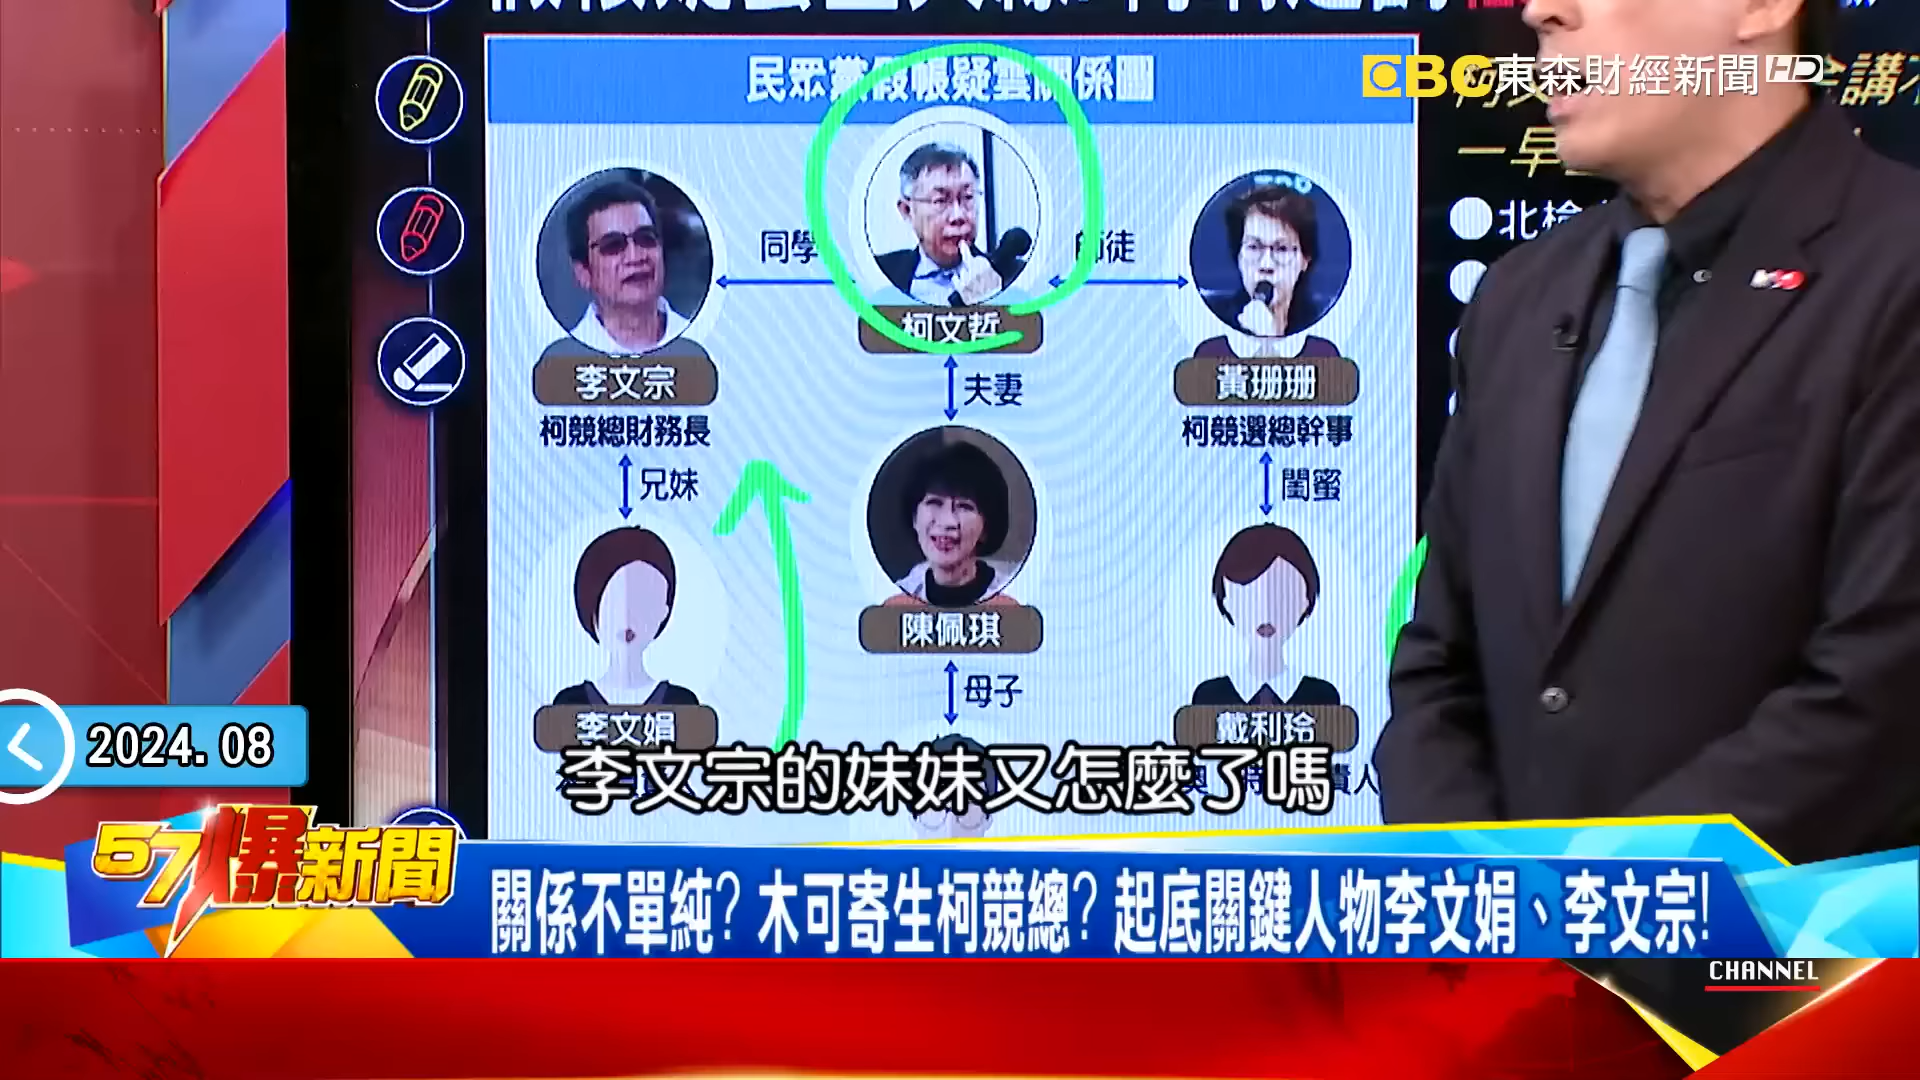 民眾黨假帳疑雲關係圖
EBC東森財經新聞HD
一早
北檢
同學
師徒
柯文哲
李文宗
柯競總財務長
黃珊珊
柯競選總幹事
夫妻
兄妹
閨蜜
陳佩琪
母子
李文娟
戴利玲
李文宗的妹妹又怎麼了嗎
2024.08
57爆新聞
關係不單純? 木可寄生柯競總? 起底關鍵人物李文娟、李文宗!
CHANNEL